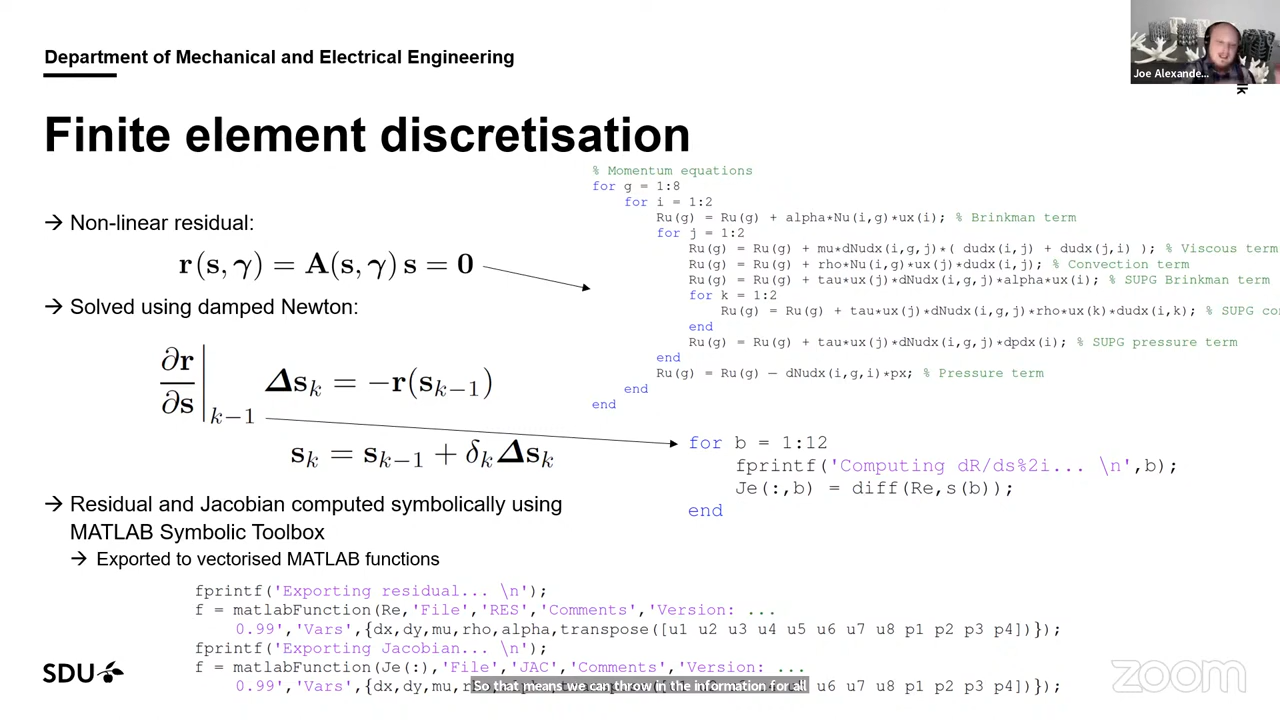 Department of Mechanical and Electrical Engineering
Joe Alexande...
Finite element discretisation
→ Non-linear residual:
r(s, γ) = A(s, γ) s = 0
→ Solved using damped Newton:
∂r/∂s|k−1 Δsk = −r(sk−1)
sk = sk−1 + δkΔsk
→ Residual and Jacobian computed symbolically using
MATLAB Symbolic Toolbox
→ Exported to vectorised MATLAB functions
% Momentum equations
for g = 1:8
for i = 1:2
Ru(g) = Ru(g) + alpha*Nu(i,g)*ux(i); % Brinkman term
for j = 1:2
Ru(g) = Ru(g) + mu*dNudx(i,g,j)*( dudx(i,j) + dudx(j,i) ); % Viscous term
Ru(g) = Ru(g) + rho*Nu(i,g)*ux(j)*dudx(i,j); % Convection term
Ru(g) = Ru(g) + tau*ux(j)*dNudx(i,g,j)*alpha*ux(i); % SUPG Brinkman term
for k = 1:2
Ru(g) = Ru(g) + tau*ux(j)*dNudx(i,g,j)*rho*ux(k)*dudx(i,k); % SUPG co
end
Ru(g) = Ru(g) + tau*ux(j)*dNudx(i,g,j)*dpdx(i); % SUPG pressure term
end
Ru(g) = Ru(g) − dNudx(i,g,i)*px; % Pressure term
end
end
for b = 1:12
fprintf('Computing dR/ds%2i... \n',b);
Je(:,b) = diff(Re,s(b));
end
fprintf('Exporting residual... \n');
f = matlabFunction(Re,'File','RES','Comments','Version: ...
0.99','Vars',{dx,dy,mu,rho,alpha,transpose([u1 u2 u3 u4 u5 u6 u7 u8 p1 p2 p3 p4])});
fprintf('Exporting Jacobian... \n');
f = matlabFunction(Je(:),'File','JAC','Comments','Version: ...
0.99','Vars',{dx,dy,mu, u6 u7 u8 p1 p2 p3 p4])});
So that means we can throw in the information for all
SDU
zoom